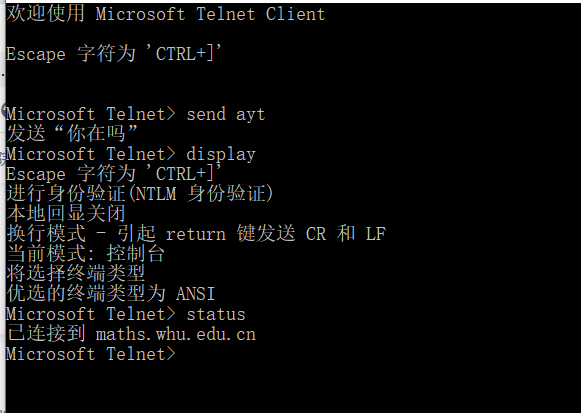 欢迎使用 Microsoft Telnet Client
Escape 字符为 'CTRL+]'
Microsoft Telnet> send ayt
发送“你在吗”
Microsoft Telnet> display
Escape 字符为 'CTRL+]'
进行身份验证(NTLM 身份验证)
本地回显关闭
换行模式 - 引起 return 键发送 CR 和 LF
当前模式: 控制台
将选择终端类型
优选的终端类型为 ANSI
Microsoft Telnet> status
已连接到 maths.whu.edu.cn
Microsoft Telnet>